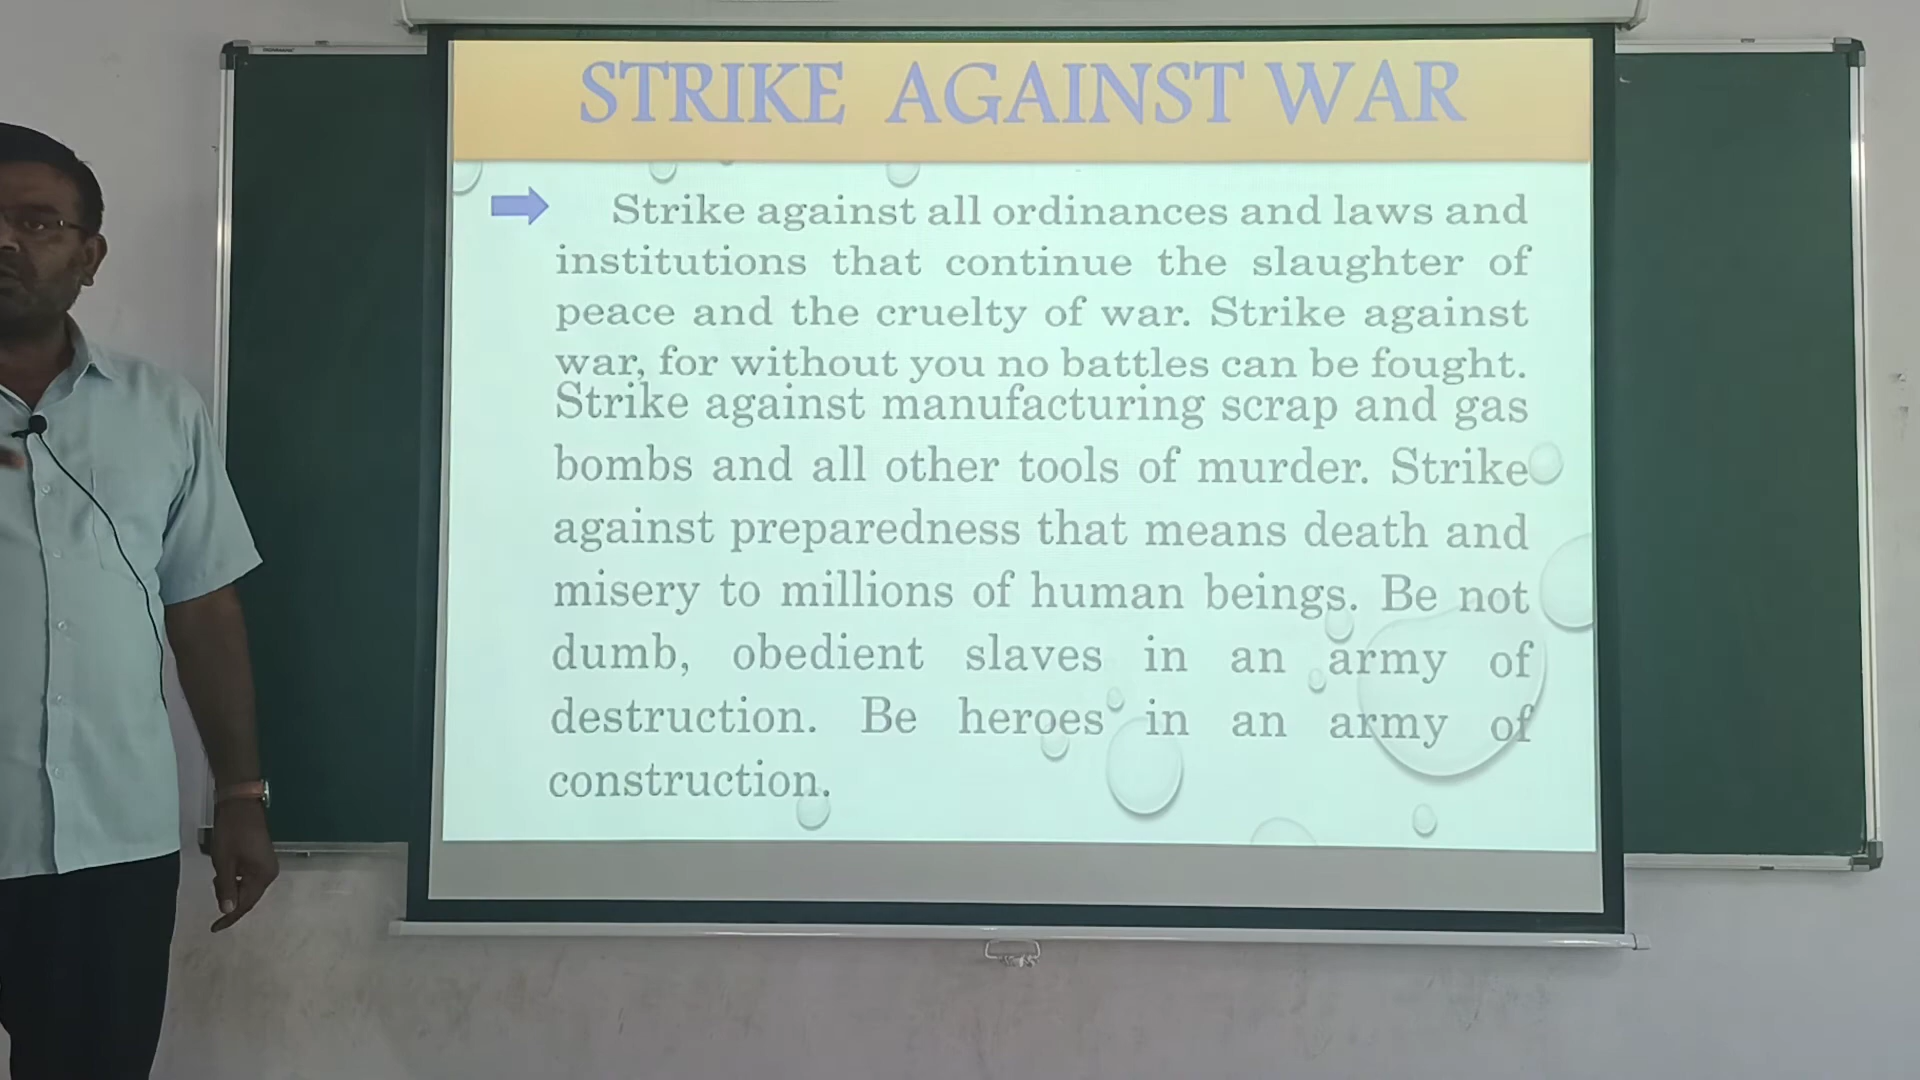 STRIKE AGAINST WAR
Strike against all ordinances and laws and
institutions that continue the slaughter of
peace and the cruelty of war. Strike against
war, for without you no battles can be fought.
Strike against manufacturing scrap and gas
bombs and all other tools of murder. Strike
against preparedness that means death and
misery to millions of human beings. Be not
dumb, obedient slaves in an army of
destruction. Be heroes in an army of
construction.